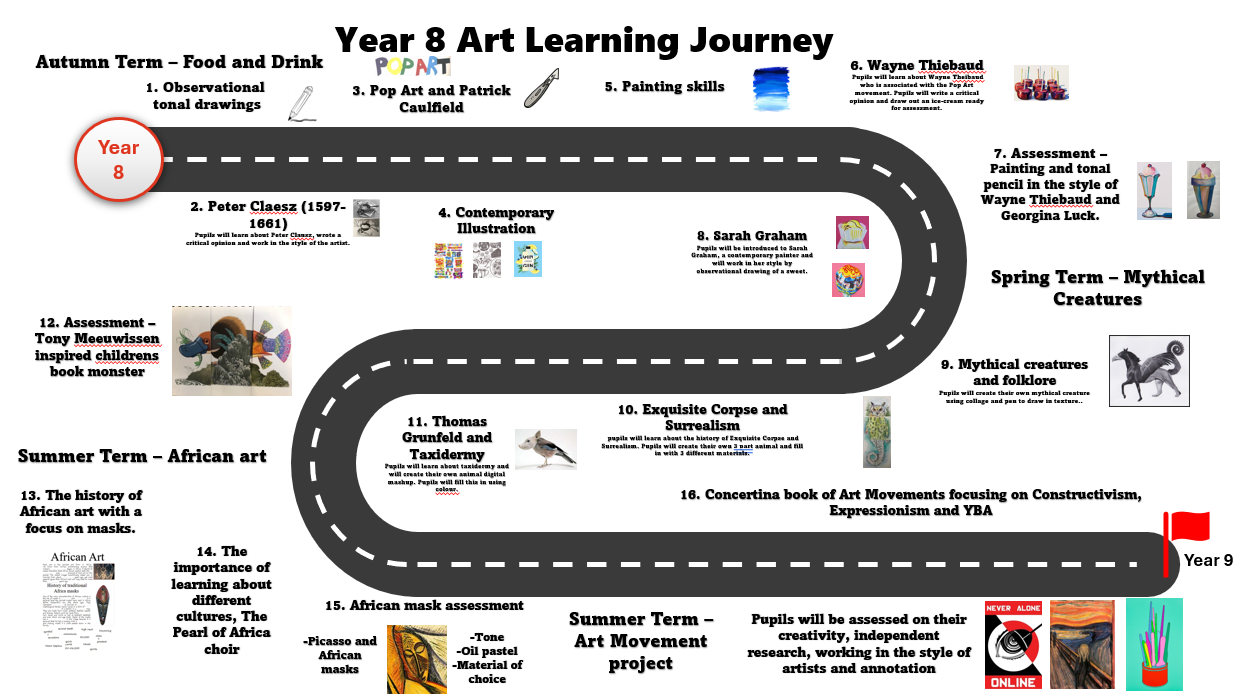 Year 8 Art Learning Journey
Autumn Term – Food and Drink
1. Observational
tonal drawings
POP ART
3. Pop Art and Patrick
Caulfield
5. Painting skills
6. Wayne Thiebaud
Pupils will learn about Wayne Theibaud
who is associated with the Pop Art
movement. Pupils will write a critical
opinion and draw out an ice-cream ready
for assessment.
Year
8
7. Assessment –
Painting and tonal
pencil in the style of
Wayne Thiebaud and
Georgina Luck.
2. Peter Claesz (1597-
1661)
Pupils will learn about Peter Claesz, wrote a
critical opinion and work in the style of the artist.
4. Contemporary
Illustration
8. Sarah Graham
Pupils will be introduced to Sarah
Graham, a contemporary painter and
will work in her style by
observational drawing of a sweet.
Spring Term – Mythical
Creatures
12. Assessment –
Tony Meeuwissen
inspired childrens
book monster
9. Mythical creatures
and folklore
Pupils will create their own mythical creature
using collage and pen to draw in texture..
10. Exquisite Corpse and
Surrealism
pupils will learn about the history of Exquisite Corpse and
Surrealism. Pupils will create their own 3 part animal and fill
in with 3 different materials.
11. Thomas
Grunfeld and
Taxidermy
Pupils will learn about taxidermy and
will create their own animal digital
mashup. Pupils will fill this in using
colour.
Summer Term – African art
13. The history of
African art with a
focus on masks.
African Art
History of traditional
Africa masks
14. The
importance of
learning about
different
cultures, The
Pearl of Africa
choir
16. Concertina book of Art Movements focusing on Constructivism,
Expressionism and YBA
Year 9
15. African mask assessment
-Picasso and
African
masks
-Tone
-Oil pastel
-Material of
choice
Summer Term –
Art Movement
project
Pupils will be assessed on their
creativity, independent
research, working in the style of
artists and annotation
NEVER ALONE
ONLINE